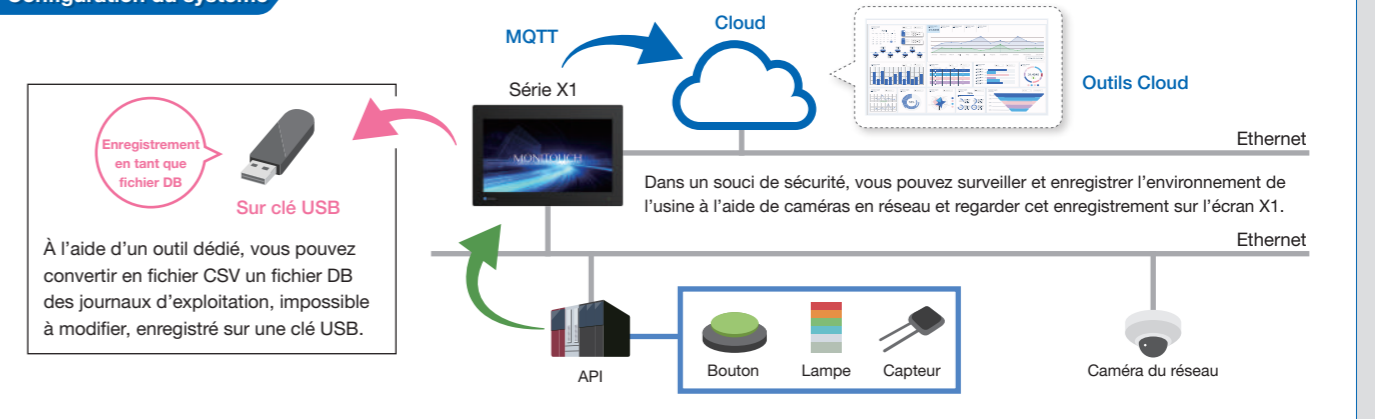 Configuration du système
MQTT
Cloud
Outils Cloud
Série X1
MONITOUCH
Ethernet
Enregistrement
en tant que
fichier DB
Sur clé USB
À l’aide d’un outil dédié, vous pouvez
convertir en fichier CSV un fichier DB
des journaux d’exploitation, impossible
à modifier, enregistré sur une clé USB.
Dans un souci de sécurité, vous pouvez surveiller et enregistrer l’environnement de
l’usine à l’aide de caméras en réseau et regarder cet enregistrement sur l’écran X1.
Ethernet
API
Bouton
Lampe
Capteur
Caméra du réseau